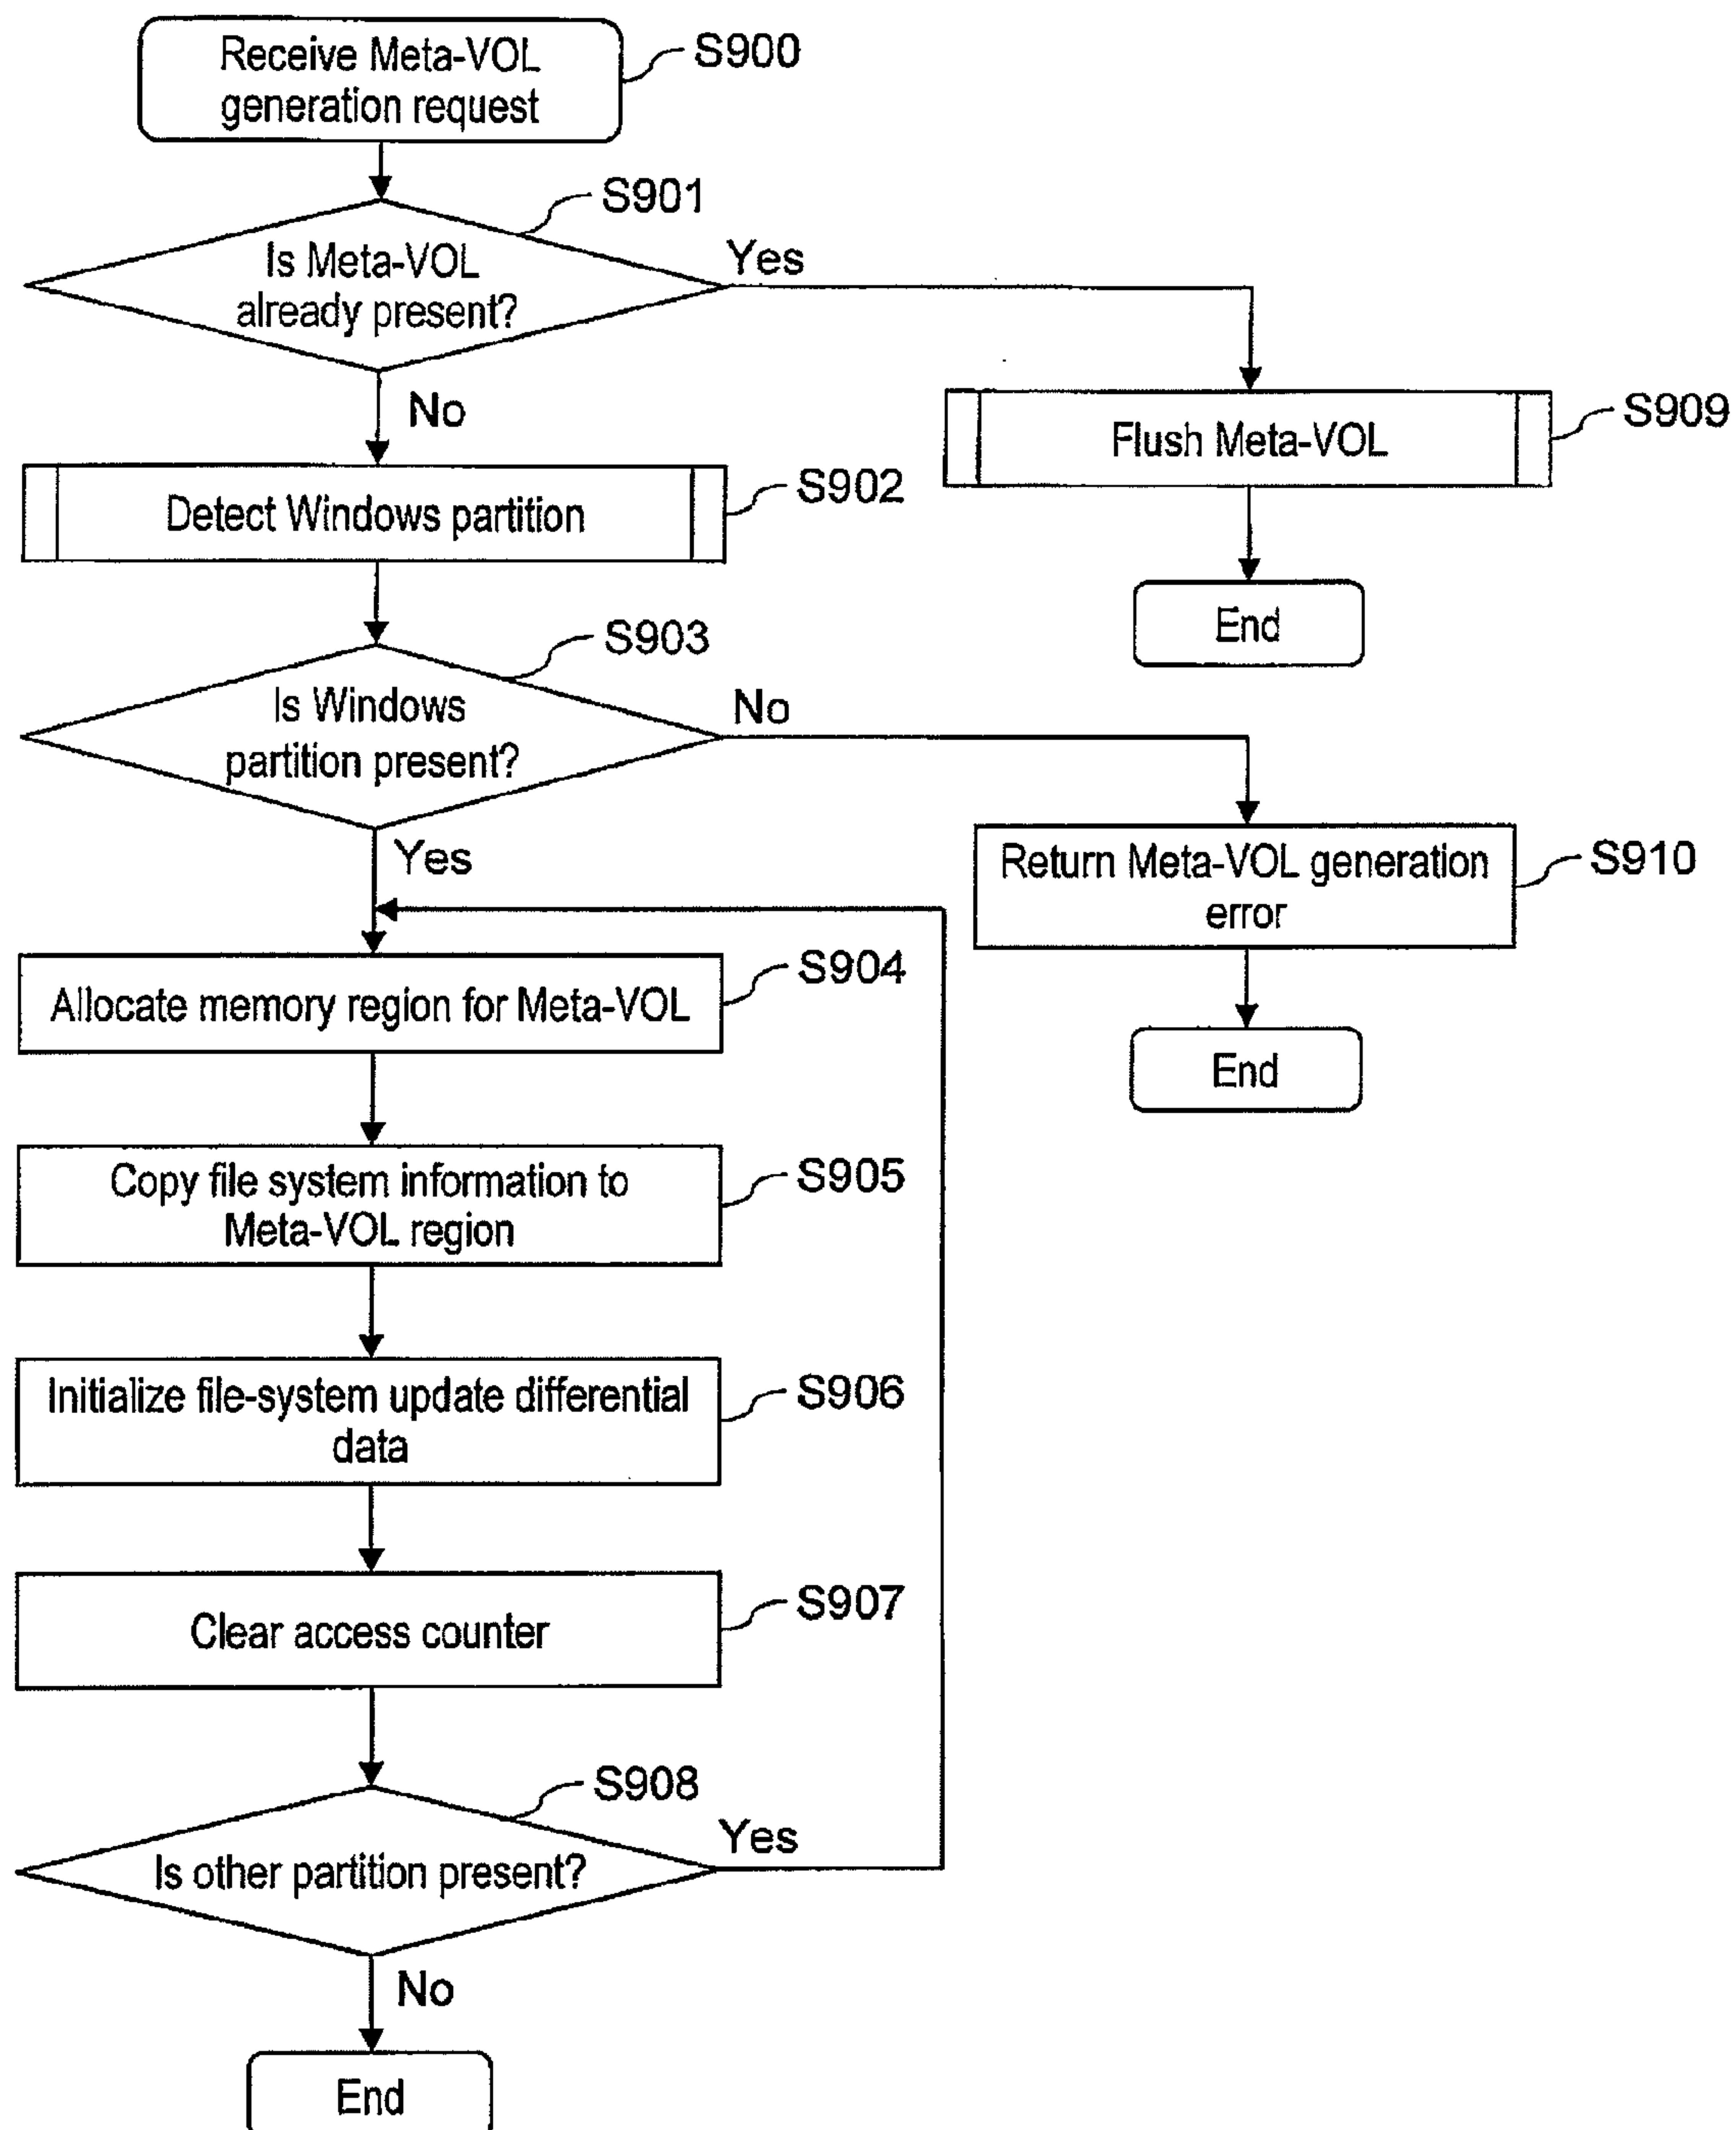 Receive Meta-VOL
generation request
S900
S901
Is Meta-VOL
already present?
Yes
No
Flush Meta-VOL
S909
Detect Windows partition
S902
End
S903
Is Windows
partition present?
No
Yes
Return Meta-VOL generation
error
S910
Allocate memory region for Meta-VOL
S904
End
Copy file system information to
Meta-VOL region
S905
Initialize file-system update differential
data
S906
Clear access counter
S907
S908
Is other partition present?
Yes
No
End